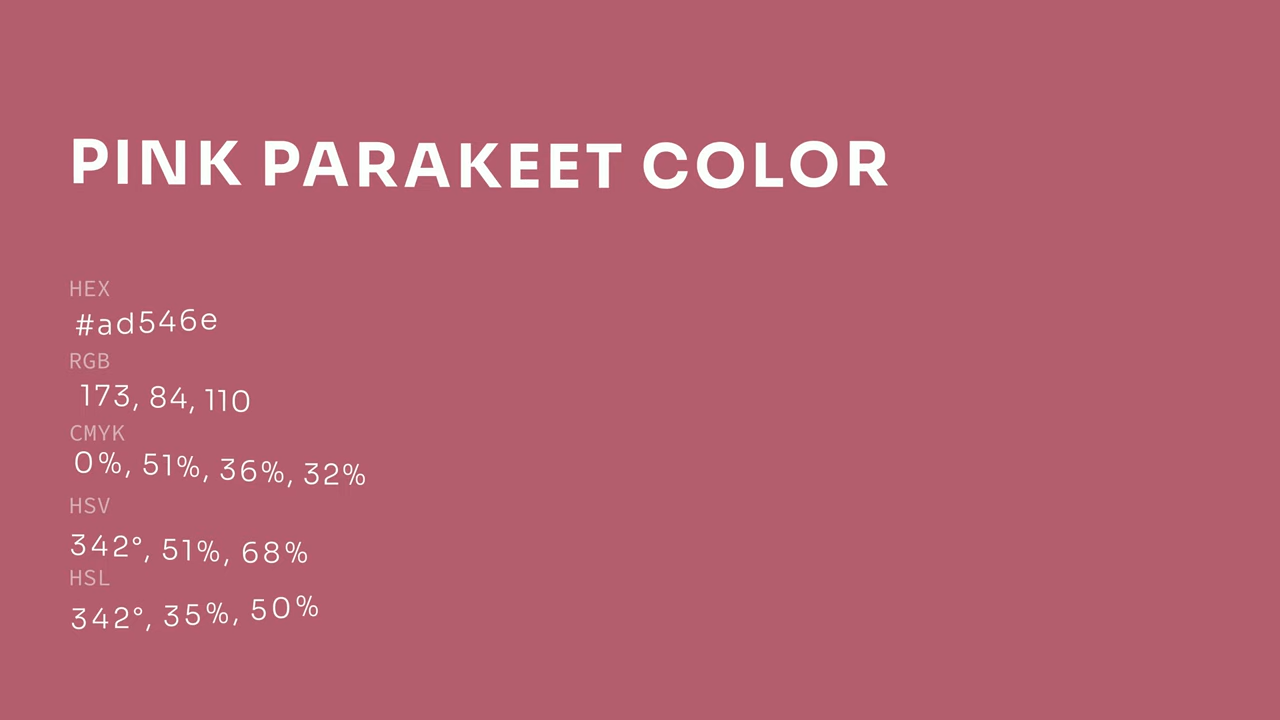 PINK PARAKEET COLOR
HEX
#ad546e
RGB
173, 84, 110
CMYK
0%, 51%, 36%, 32%
HSV
342°, 51%, 68%
HSL
342°, 35%, 50%